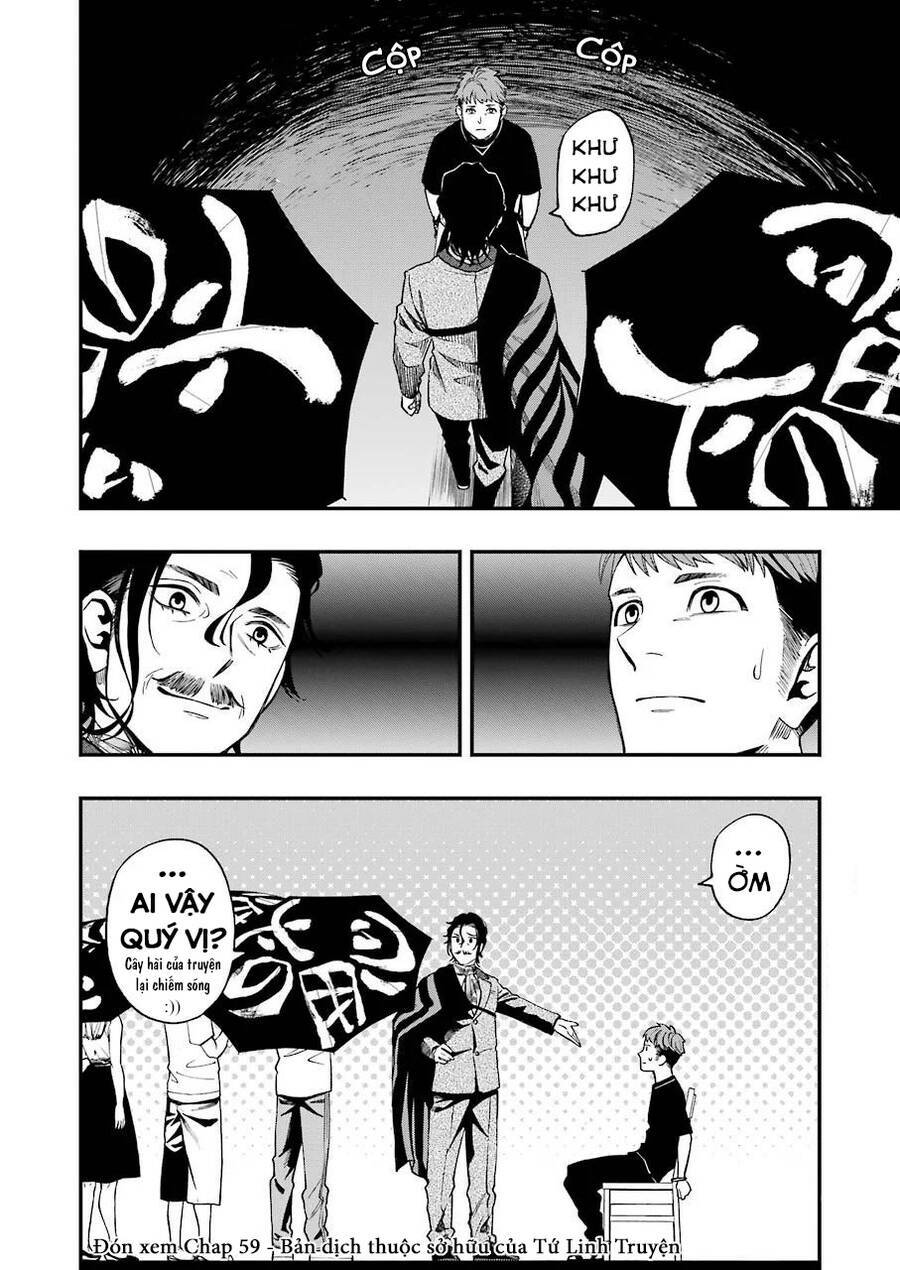 CỘP
CỘP
KHƯ
KHƯ
KHƯ
...
ỜM
...
AI VẬY
QUÝ VỊ?
Cây hài của truyện
lại chiếm sóng
:))
Đón xem Chap 59 - Bản dịch thuộc sở hữu của Tứ Linh Truyện